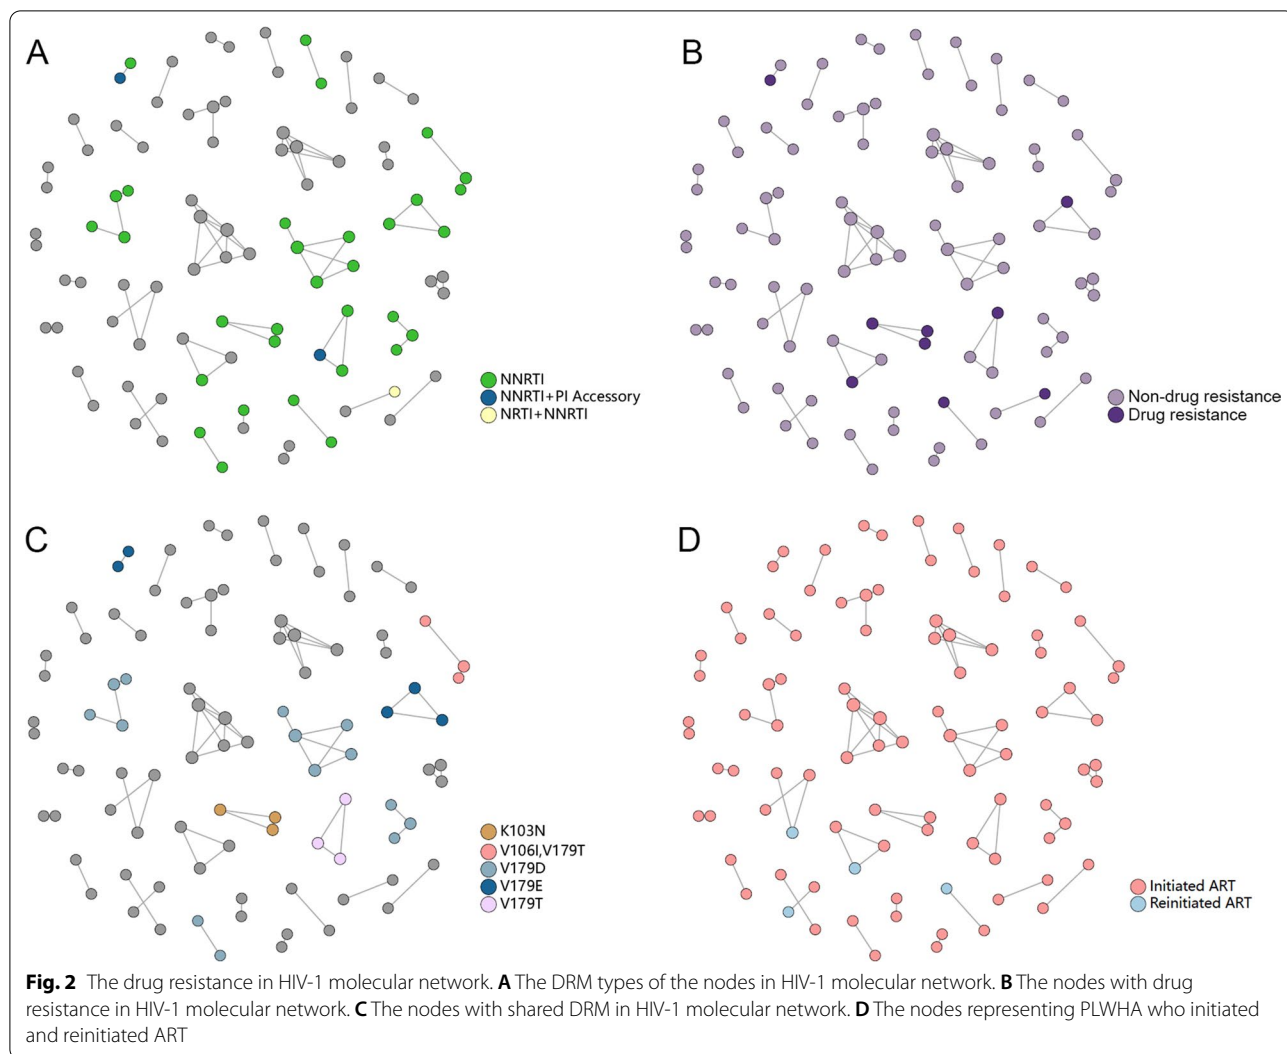 A
B
NNRTI
NNRTI+PI Accessory
NRTI+NNRTI
Non-drug resistance
Drug resistance
C
D
K103N
V106I,V179T
V179D
V179E
V179T
Initiated ART
Reinitiated ART
Fig. 2 The drug resistance in HIV-1 molecular network. A The DRM types of the nodes in HIV-1 molecular network. B The nodes with drug
resistance in HIV-1 molecular network. C The nodes with shared DRM in HIV-1 molecular network. D The nodes representing PLWHA who initiated
and reinitiated ART